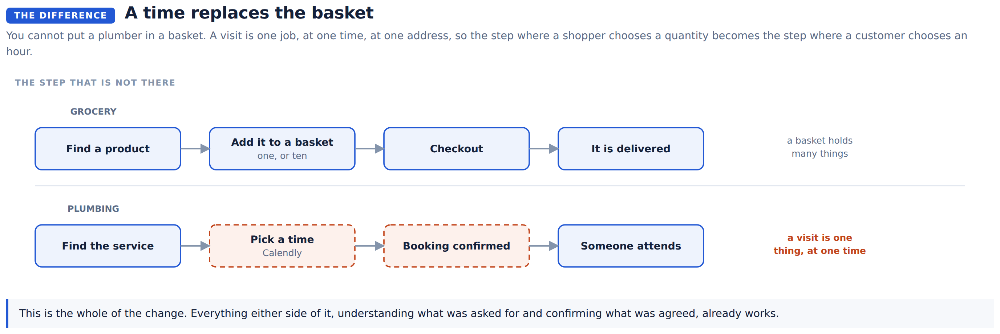 THE DIFFERENCE A time replaces the basket
You cannot put a plumber in a basket. A visit is one job, at one time, at one address, so the step where a shopper chooses a quantity becomes the step where a customer chooses an
hour.
THE STEP THAT IS NOT THERE
GROCERY
Find a product
Add it to a basket
one, or ten
Checkout
It is delivered
a basket holds
many things
PLUMBING
Find the service
Pick a time
Calendly
Booking confirmed
Someone attends
a visit is one
thing, at one time
This is the whole of the change. Everything either side of it, understanding what was asked for and confirming what was agreed, already works.